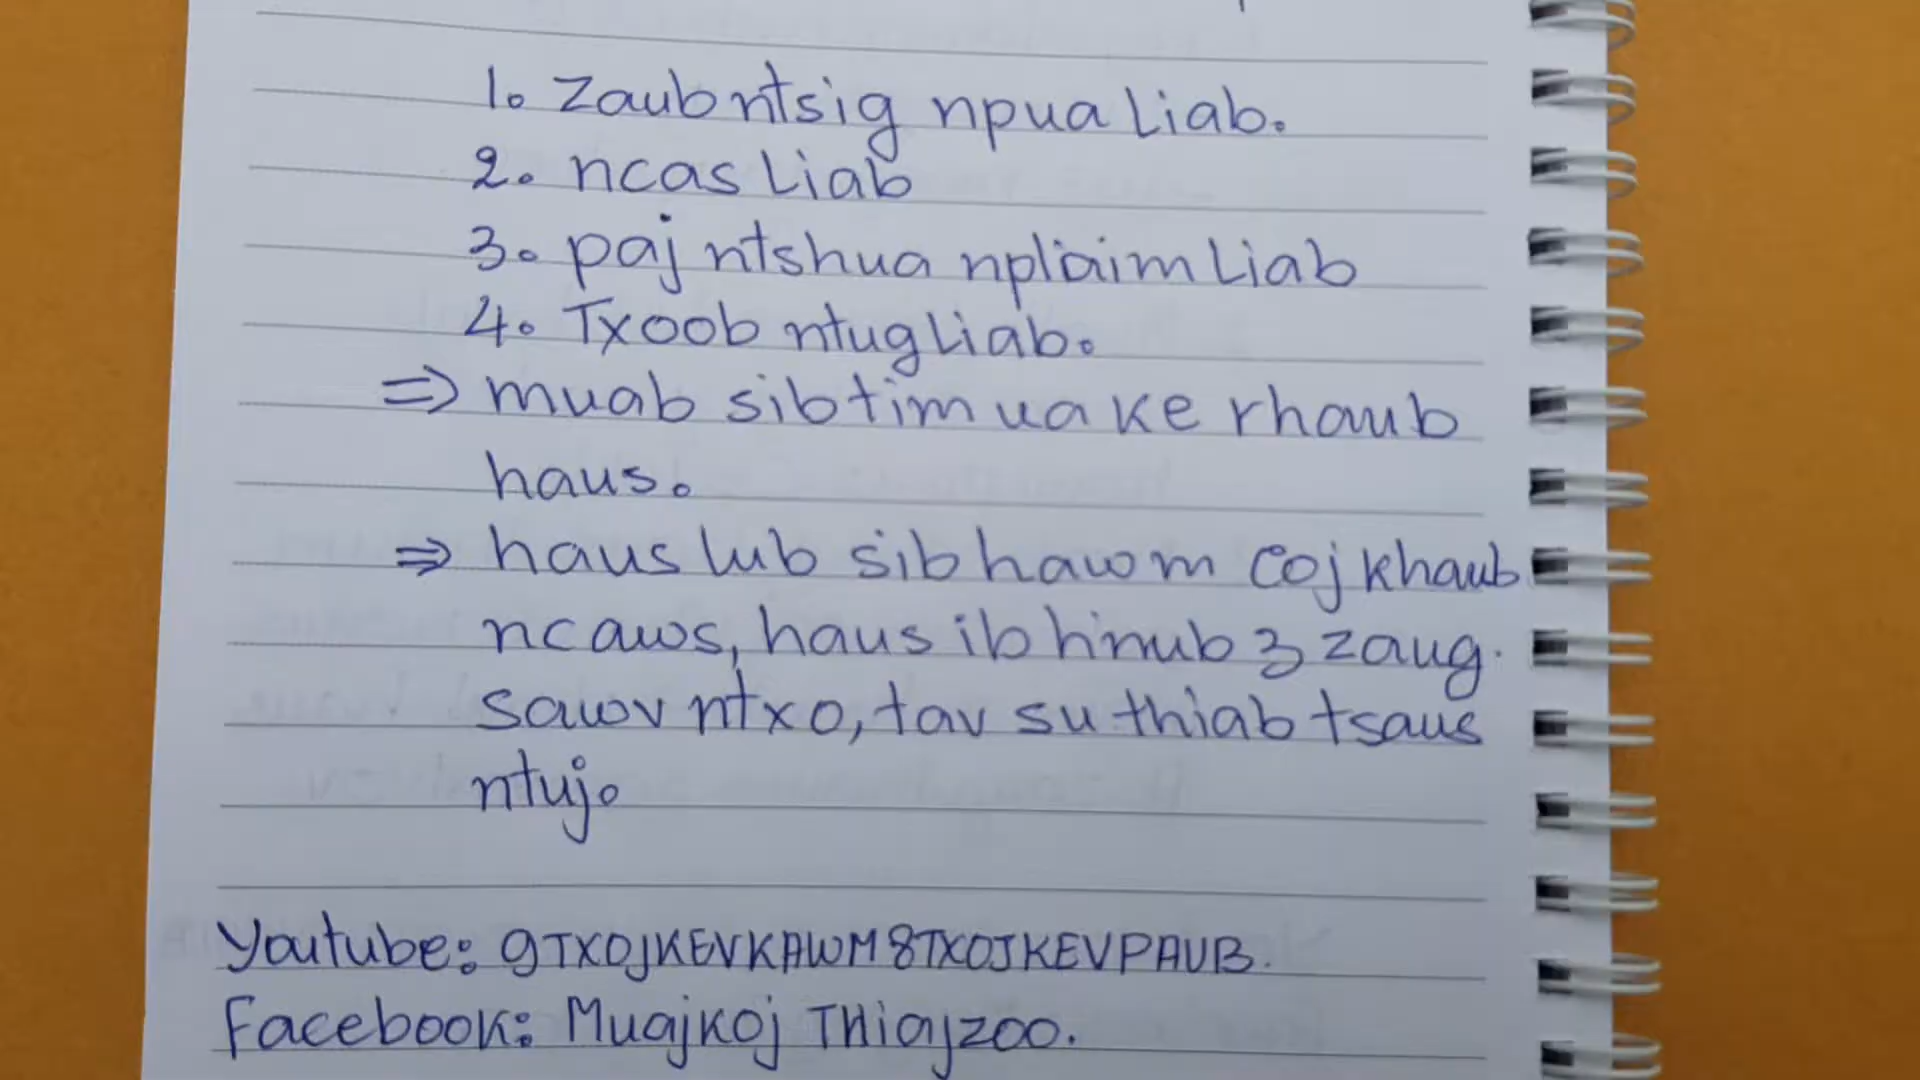 1. Zaub ntsig npua Liab.
2. ncas Liab
3. paj ntshua nplaim Liab
4. Txoob ntug Liab.
⇒ muab sib tim ua ke rhaub
haus.
⇒ haus lub sib hawm coj khaub
ncaws, haus ib hnub 3 zaug.
sawv ntxo, tav su thiab tsaus
ntuj.
Youtube: 9TXOJKEVKAWM8TXOJKEVPAUB.
Facebook: Muajkoj THiajzoo.